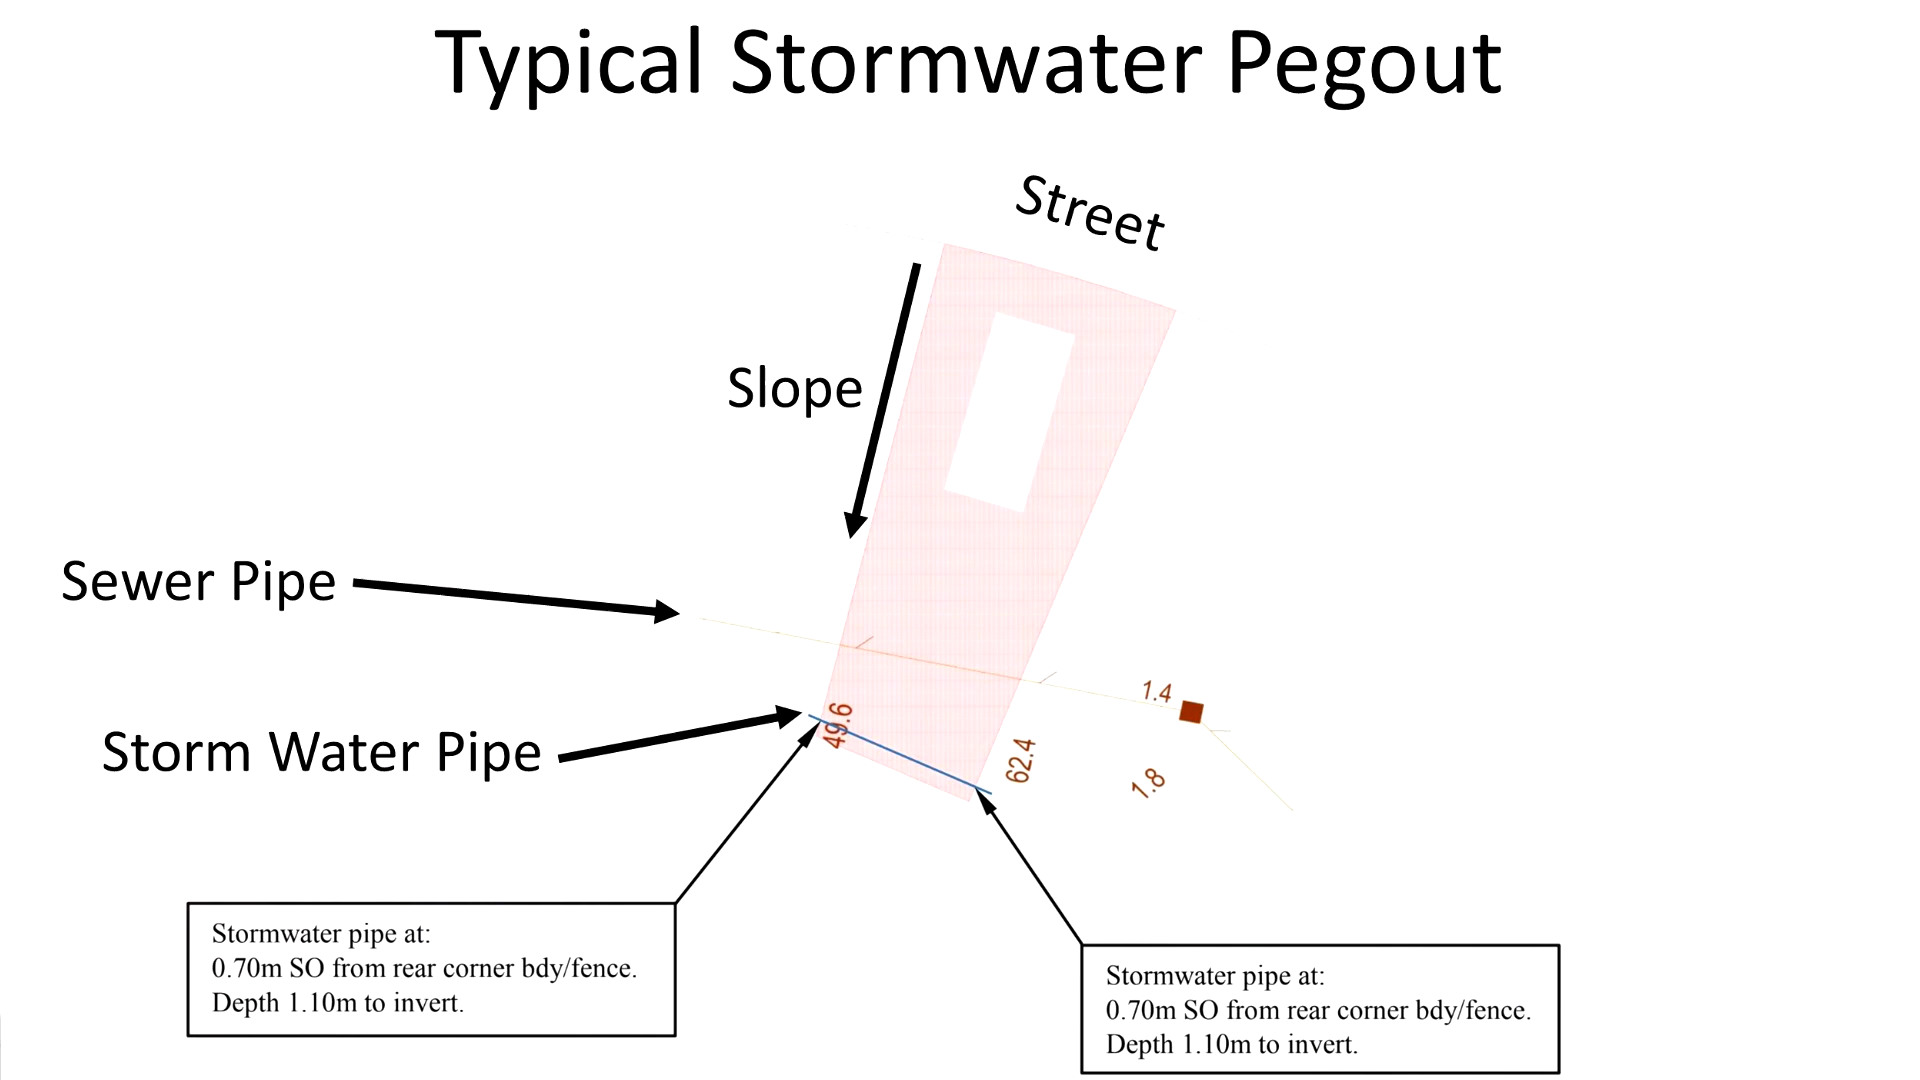 Typical Stormwater Pegout
Street
Slope
Sewer Pipe
1.4
49.6
Storm Water Pipe
62.4
1.8
Stormwater pipe at:
0.70m SO from rear corner bdy/fence.
Depth 1.10m to invert.
Stormwater pipe at:
0.70m SO from rear corner bdy/fence.
Depth 1.10m to invert.